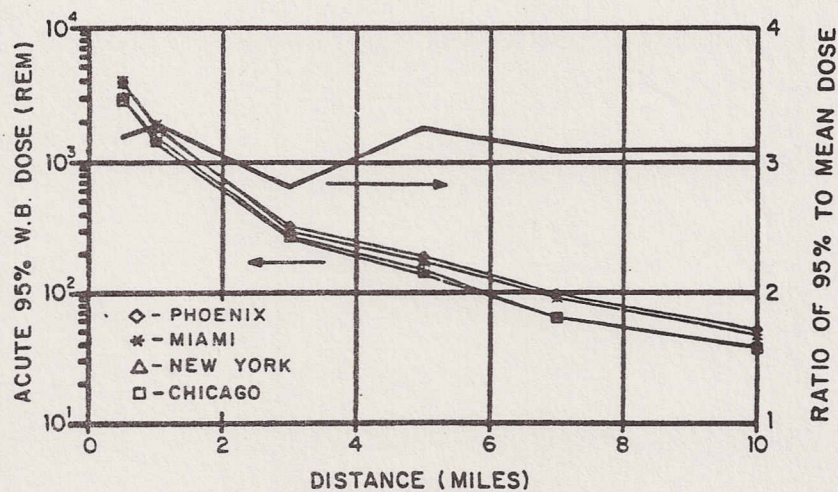 ACUTE 95% W.B. DOSE (REM)
10⁴
10³
10²
10¹
◇ - PHOENIX
* - MIAMI
△ - NEW YORK
□ - CHICAGO
0 2 4 6 8 10
DISTANCE (MILES)
4
3
2
1
RATIO OF 95% TO MEAN DOSE